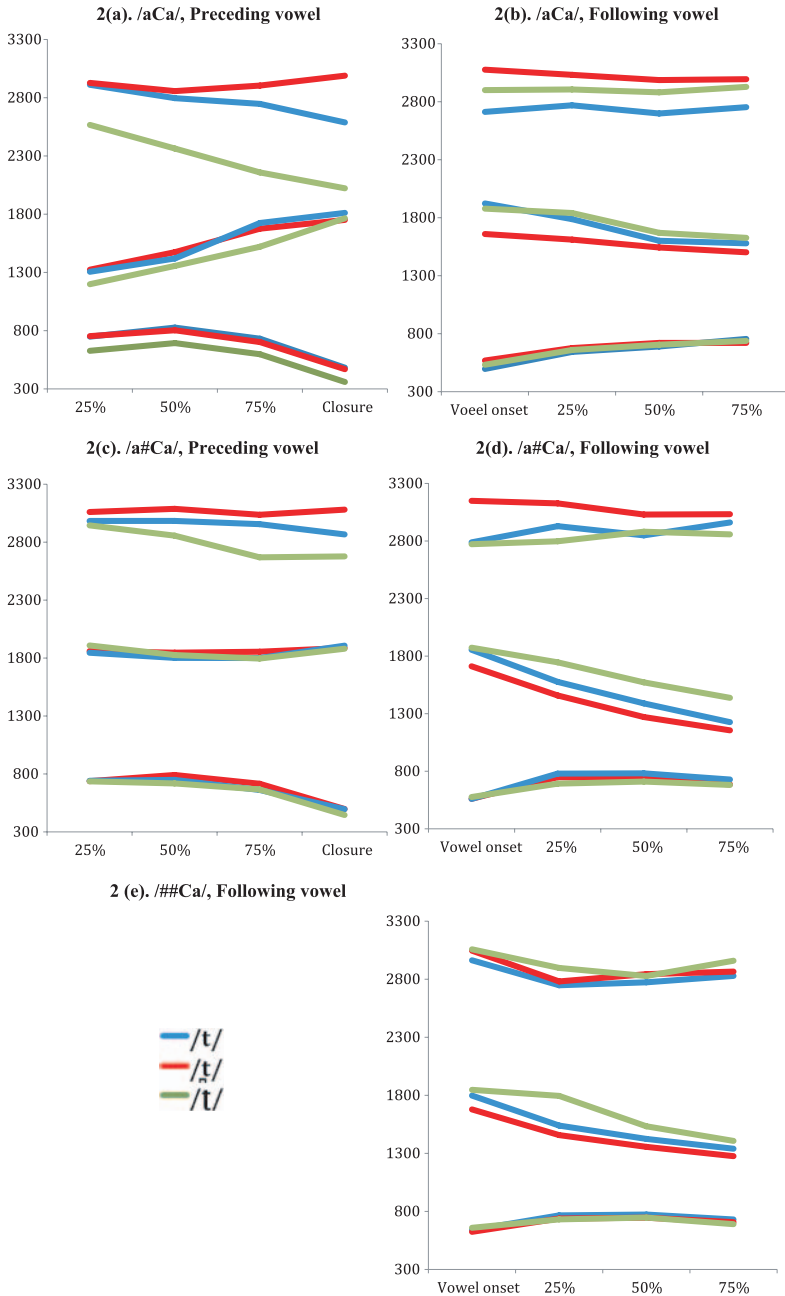 2(a). /aCa/, Preceding vowel
3300
2800
2300
1800
1300
800
300
25% 50% 75% Closure
2(b). /aCa/, Following vowel
3300
2800
2300
1800
1300
800
300
Voeel onset 25% 50% 75%
2(c). /a#Ca/, Preceding vowel
3300
2800
2300
1800
1300
800
300
25% 50% 75% Closure
2(d). /a#Ca/, Following vowel
3300
2800
2300
1800
1300
800
300
Vowel onset 25% 50% 75%
2 (e). /##Ca/, Following vowel
/t/
/t̪/
/t/
3300
2800
2300
1800
1300
800
300
Vowel onset 25% 50% 75%